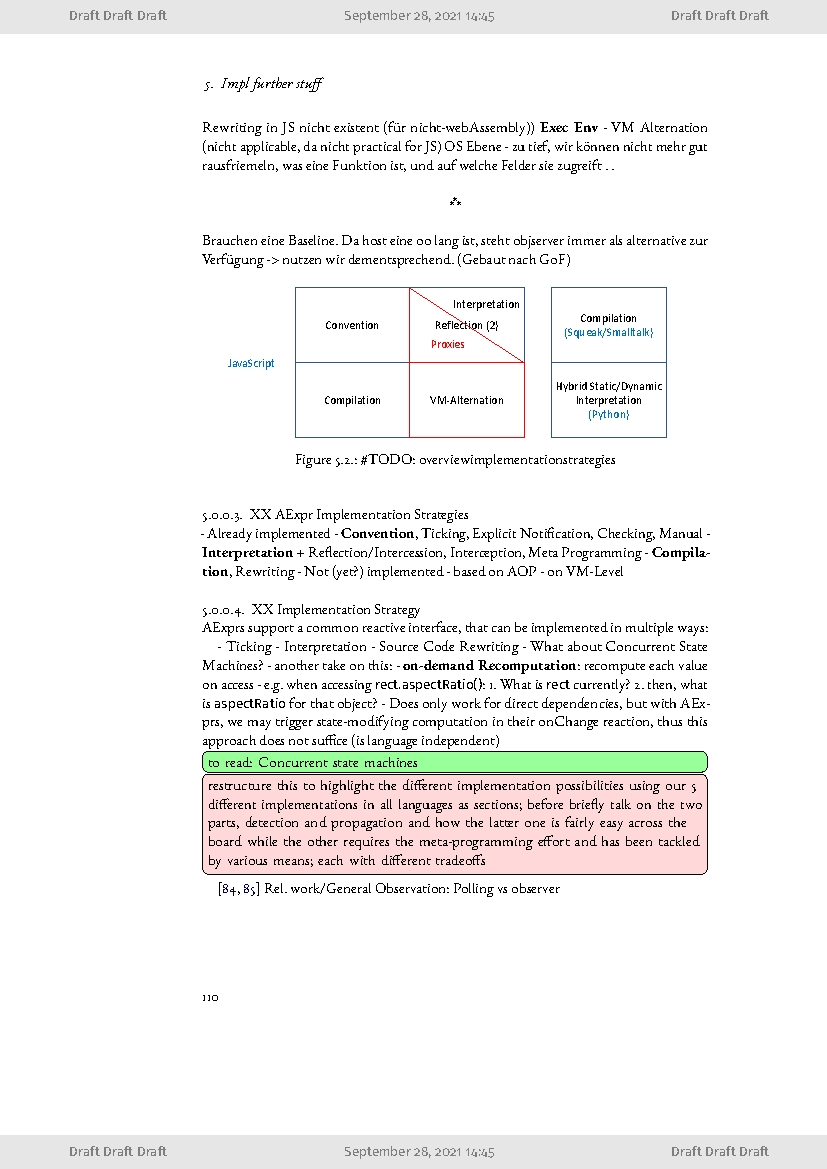 Draft Draft Draft September 28, 2021 14:45 Draft Draft Draft
5. Impl further stuff
Rewriting in JS nicht existent (für nicht-webAssembly)) Exec Env - VM Alternation
(nicht applicable, da nicht practical for JS) OS Ebene - zu tief, wir können nicht mehr gut
rausfriemeln, was eine Funktion ist, und auf welche Felder sie zugreift . .
⁂
Brauchen eine Baseline. Da host eine oo lang ist, steht objserver immer als alternative zur
Verfügung -> nutzen wir dementsprechend. (Gebaut nach GoF)
JavaScript
Convention
Interpretation
Reflection (2)
Proxies
Compilation
VM-Alternation
Compilation
(Squeak/Smalltalk)
Hybrid Static/Dynamic
Interpretation
(Python)
Figure 5.2.: #TODO: overviewimplementationstrategies
5.0.0.3. XX AExpr Implementation Strategies
- Already implemented - Convention, Ticking, Explicit Notification, Checking, Manual -
Interpretation + Reflection/Intercession, Interception, Meta Programming - Compila-
tion, Rewriting - Not (yet?) implemented - based on AOP - on VM-Level
5.0.0.4. XX Implementation Strategy
AExprs support a common reactive interface, that can be implemented in multiple ways:
- Ticking - Interpretation - Source Code Rewriting - What about Concurrent State
Machines? - another take on this: - on-demand Recomputation: recompute each value
on access - e.g. when accessing rect.aspectRatio(): 1. What is rect currently? 2. then, what
is aspectRatio for that object? - Does only work for direct dependencies, but with AEx-
prs, we may trigger state-modifying computation in their onChange reaction, thus this
approach does not suffice (is language independent)
to read: Concurrent state machines
restructure this to highlight the different implementation possibilities using our 5
different implementations in all languages as sections; before briefly talk on the two
parts, detection and propagation and how the latter one is fairly easy across the
board while the other requires the meta-programming effort and has been tackled
by various means; each with different tradeoffs
[84, 85] Rel. work/General Observation: Polling vs observer
110
Draft Draft Draft September 28, 2021 14:45 Draft Draft Draft